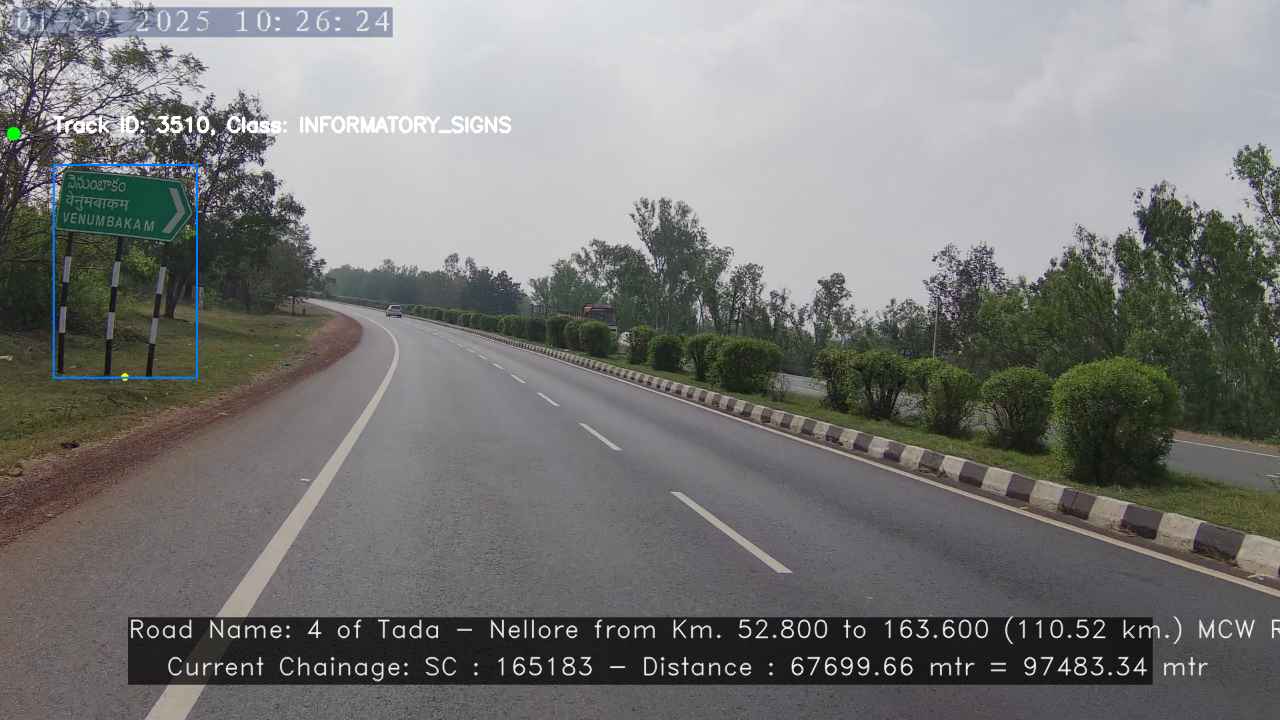 01-29-2025 10:26:24
Track ID: 3510, Class: INFORMATORY_SIGNS
వెనుంబాకం
वेनुंमबाकम
VENUMBAKAM
Road Name: 4 of Tada - Nellore from Km. 52.800 to 163.600 (110.52 km.) MCW
Current Chainage: SC : 165183 - Distance : 67699.66 mtr = 97483.34 mtr